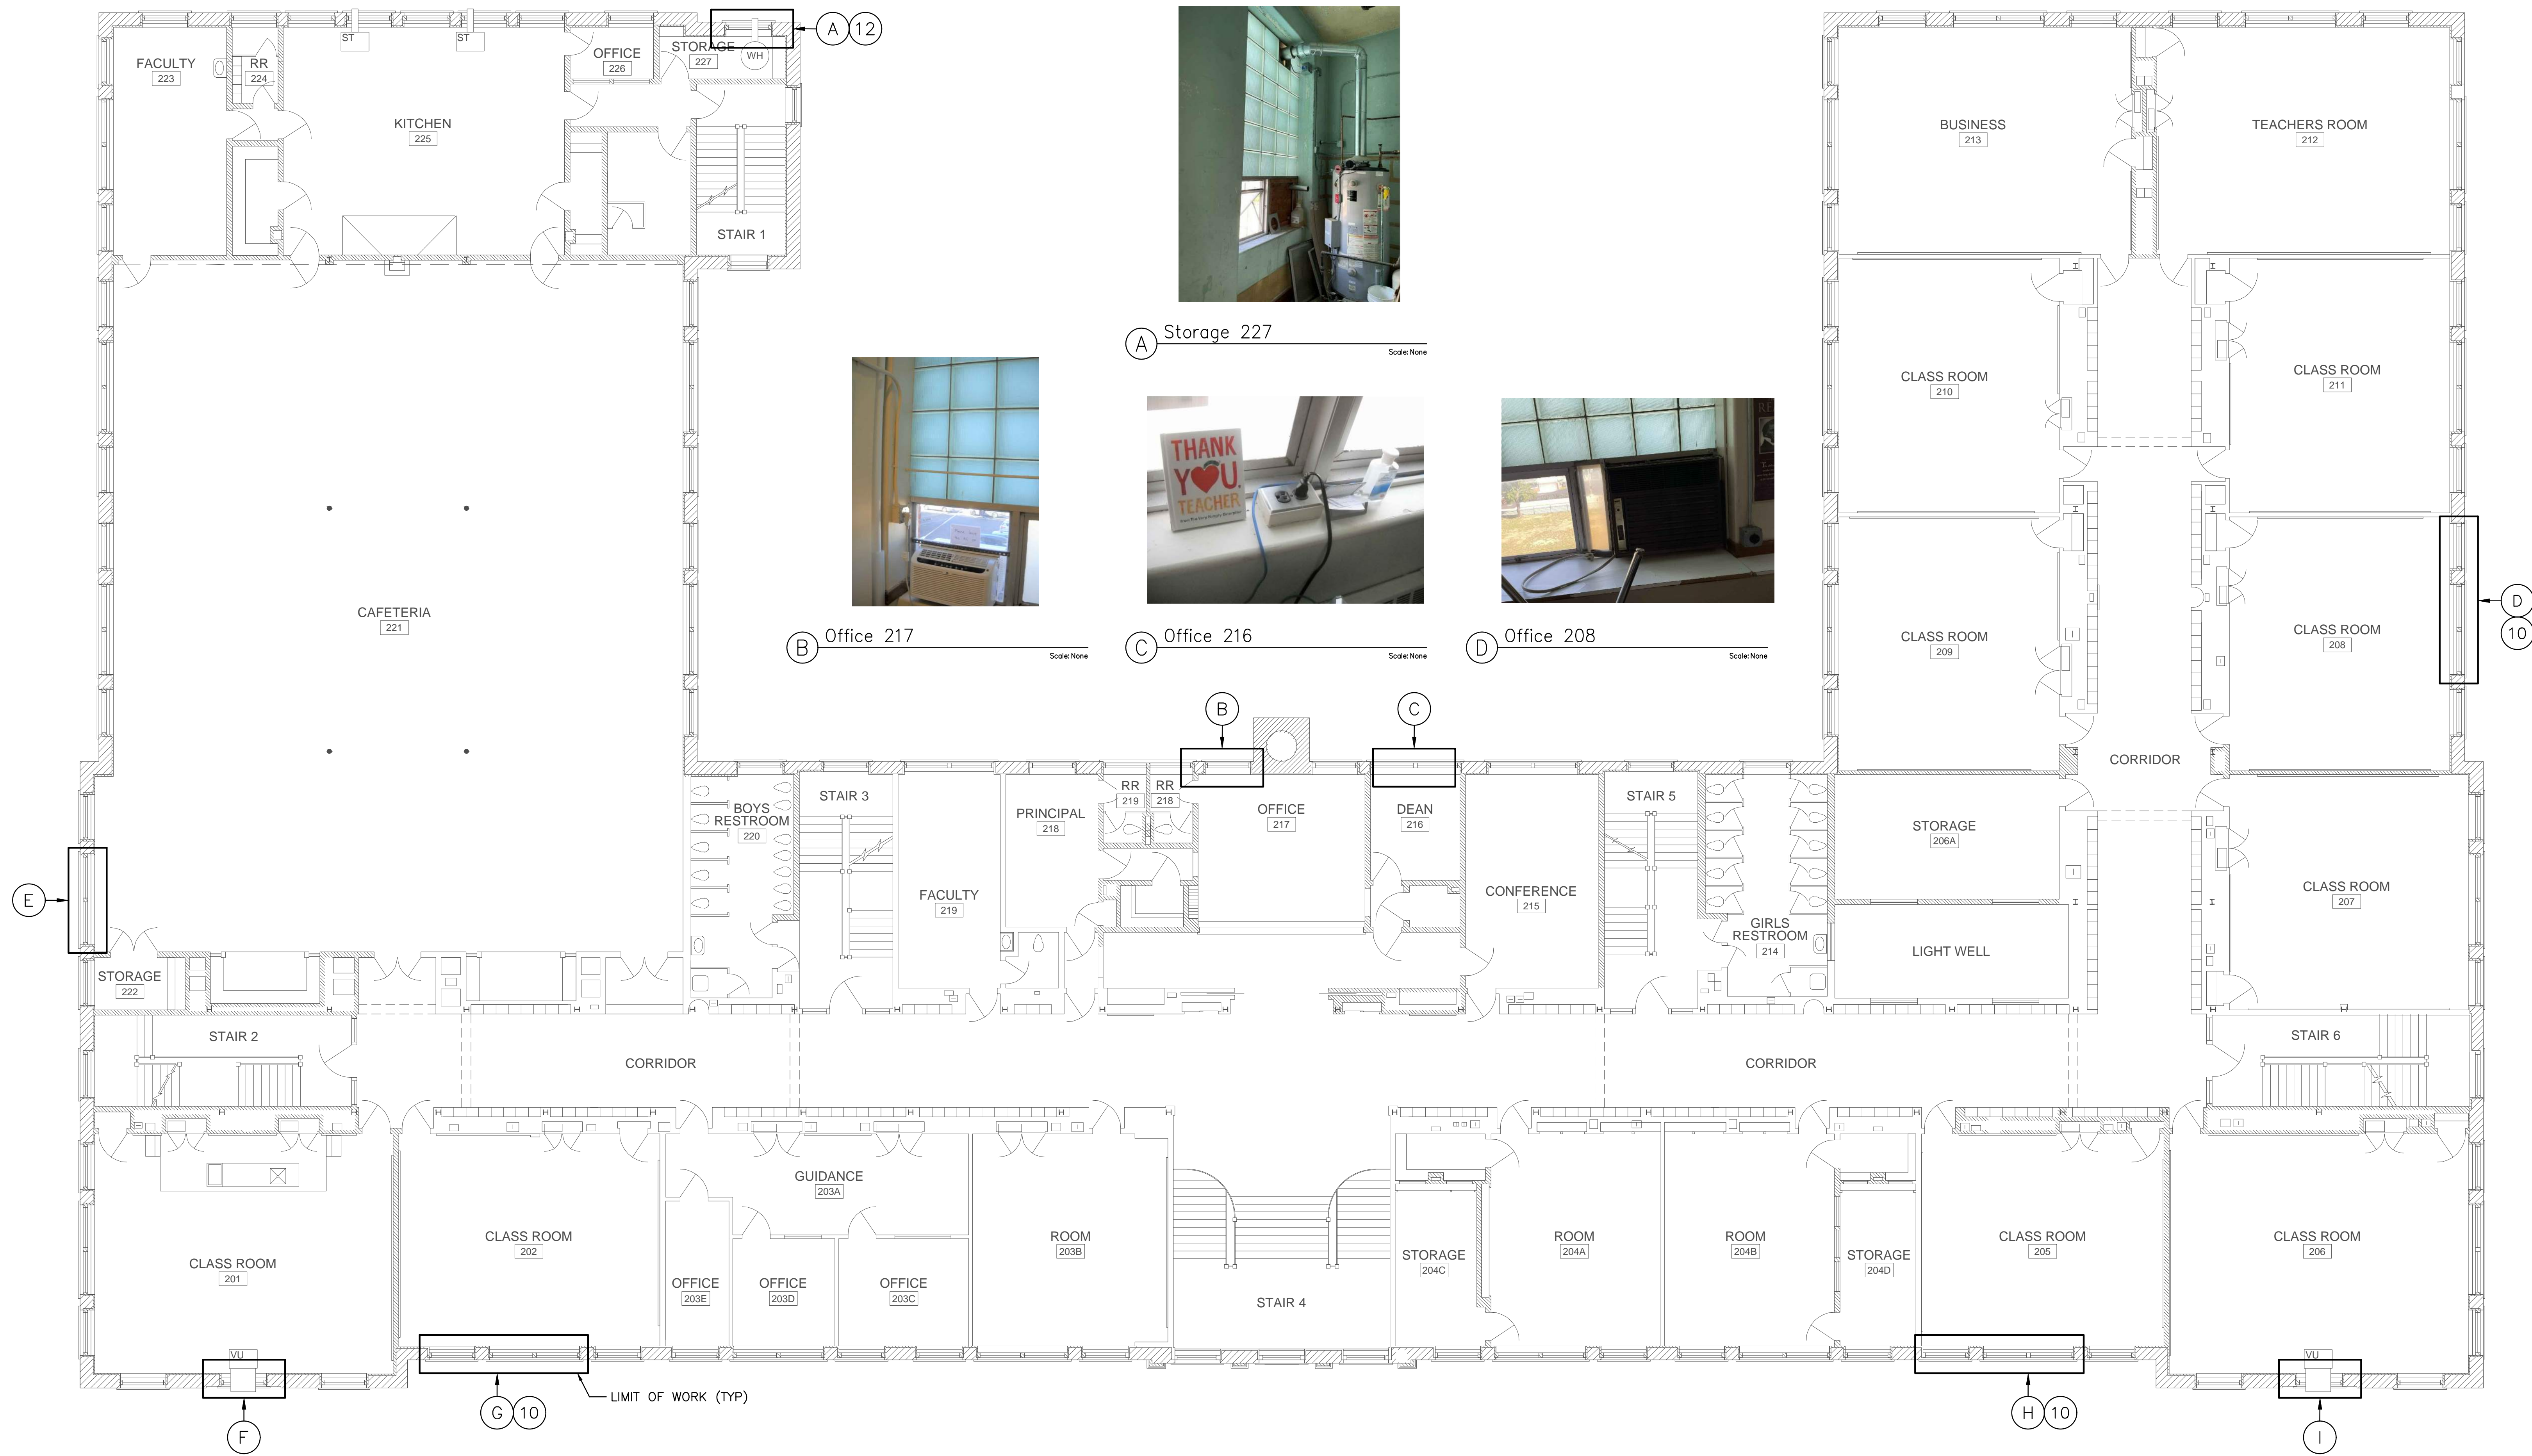 ST
ST
A 12
FACULTY
223
RR
224
OFFICE
226
STORAGE
227
WH
KITCHEN
225
STAIR 1
BUSINESS
213
TEACHERS ROOM
212
A Storage 227
Scale: None
CLASS ROOM
210
CLASS ROOM
211
THANK
YOU.
TEACHER
CAFETERIA
221
B Office 217
Scale: None
C Office 216
Scale: None
D Office 208
Scale: None
CLASS ROOM
209
CLASS ROOM
208
D
10
B
C
CORRIDOR
BOYS
RESTROOM
220
STAIR 3
PRINCIPAL
218
RR
219
RR
218
OFFICE
217
DEAN
216
STAIR 5
STORAGE
206A
E
FACULTY
219
CONFERENCE
215
GIRLS
RESTROOM
214
LIGHT WELL
CLASS ROOM
207
STORAGE
222
STAIR 2
CORRIDOR
CORRIDOR
STAIR 6
CLASS ROOM
201
CLASS ROOM
202
GUIDANCE
203A
OFFICE
203E
OFFICE
203D
OFFICE
203C
ROOM
203B
STAIR 4
STORAGE
204C
ROOM
204A
ROOM
204B
STORAGE
204D
CLASS ROOM
205
CLASS ROOM
206
VU
VU
LIMIT OF WORK (TYP)
F
G 10
H 10
I